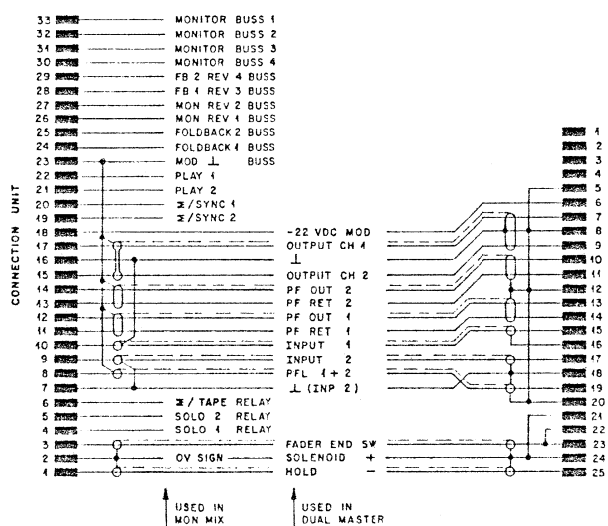 33 MONITOR BUSS 1
32 MONITOR BUSS 2
31 MONITOR BUSS 3
30 MONITOR BUSS 4
29 FB 2 REV 4 BUSS
28 FB 1 REV 3 BUSS
27 MON REV 2 BUSS
26 MON REV 1 BUSS
25 FOLDBACK 2 BUSS
24 FOLDBACK 1 BUSS
23 MOD ⊥ BUSS
22 PLAY 1
21 PLAY 2
20 Σ/SYNC 1
19 Σ/SYNC 2
18 -22 VDC MOD
17 OUTPUT CH 1
16 ⊥
15 OUTPUT CH 2
14 PF OUT 2
13 PF RET 2
12 PF OUT 1
11 PF RET 1
10 INPUT 1
9 INPUT 2
8 PFL 1+2
7 ⊥ (INP 2)
6 Σ/ TAPE RELAY
5 SOLO 2 RELAY
4 SOLO 1 RELAY
3 FADER END SW
2 0V SIGN SOLENOID +
1 HOLD -
CONNECTION UNIT
1
2
3
4
5
6
7
8
9
10
11
12
13
14
15
16
17
18
19
20
21
22
23
24
25
USED IN
MON MIX
USED IN
DUAL MASTER